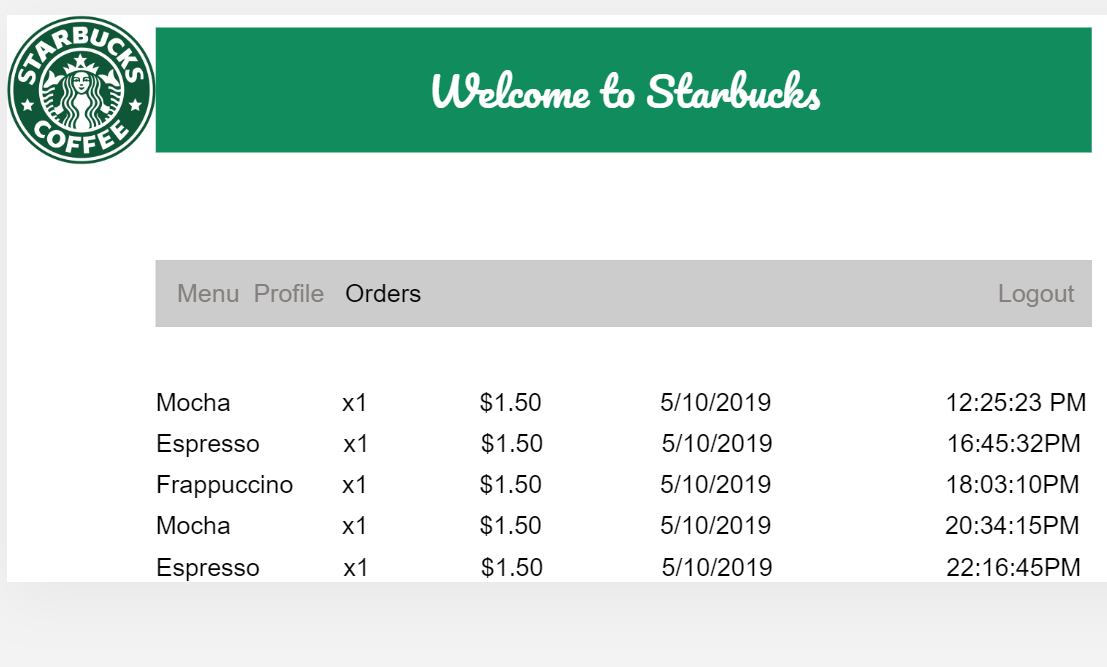 STARBUCKS
COFFEE
Welcome to Starbucks
Menu Profile Orders Logout
Mocha x1 $1.50 5/10/2019 12:25:23 PM
Espresso x1 $1.50 5/10/2019 16:45:32PM
Frappuccino x1 $1.50 5/10/2019 18:03:10PM
Mocha x1 $1.50 5/10/2019 20:34:15PM
Espresso x1 $1.50 5/10/2019 22:16:45PM